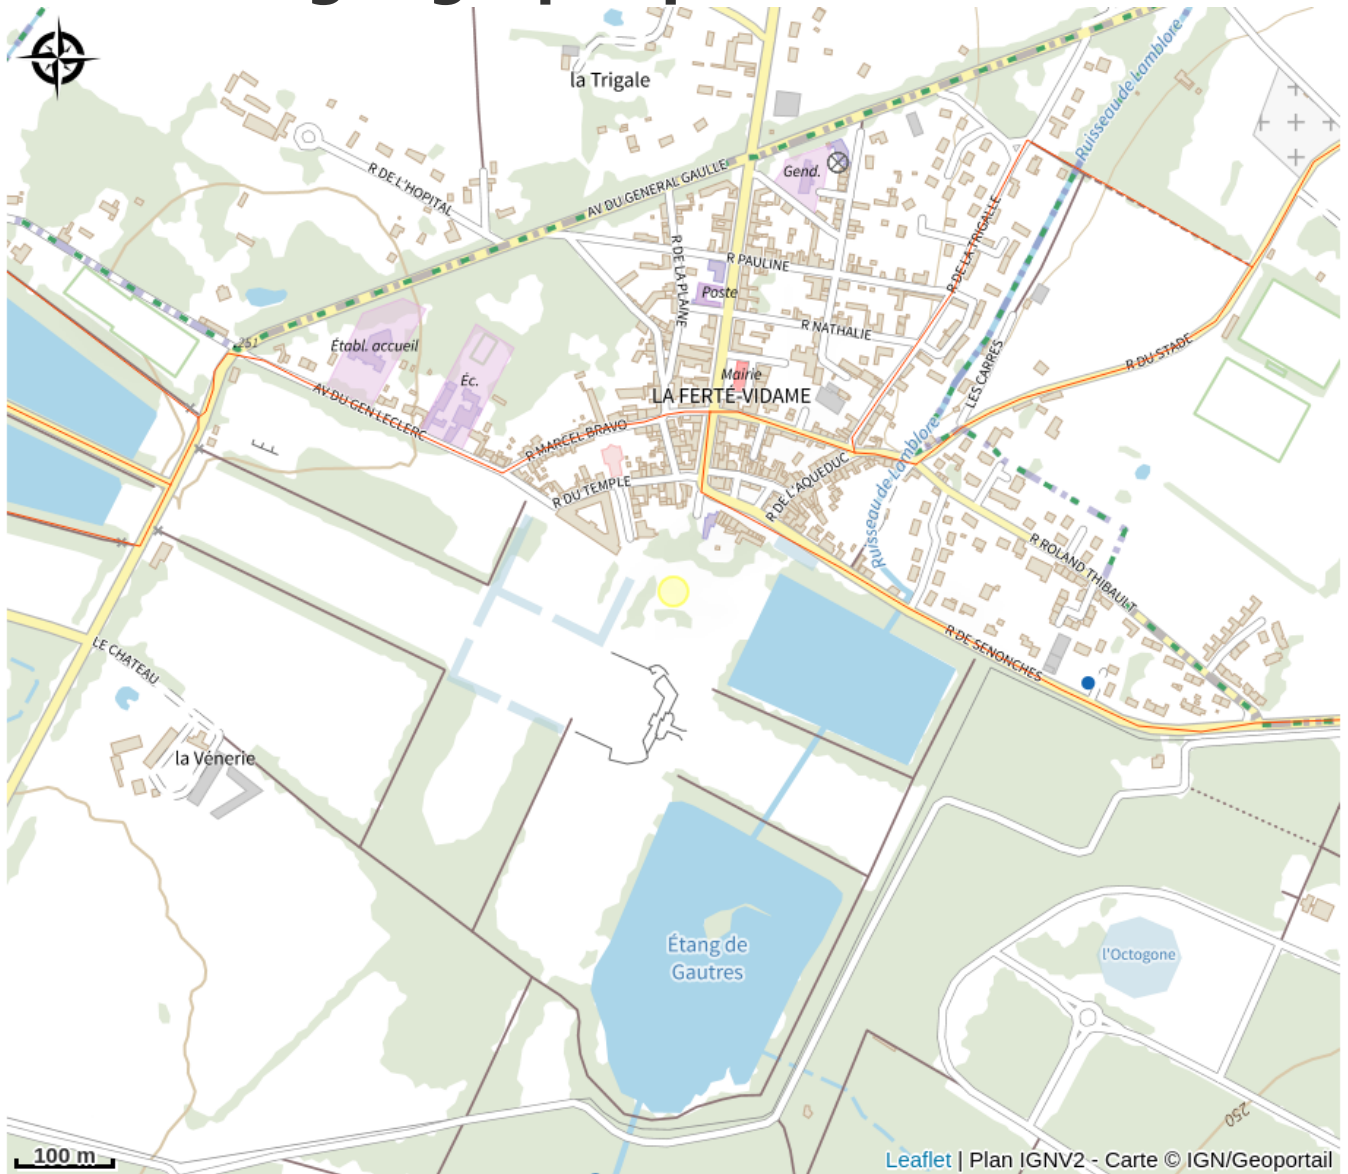 la Trigale
Ruisseau de Lamblore
R DE L'HOPITAL
AV DU GENERAL GAULLE
Gend.
R DE LA TRIGALLE
R DE LA PLAINE
R PAULINE
Poste
R NATHALIE
251
Établ. accueil
Éc.
Mairie
LA FERTÉ-VIDAME
R DU STADE
LES CARRES
AV DU GEN LECLERC
R MARCEL BRAVO
R DU TEMPLE
R DE L'AQUEDUC
Ruisseau de Lamblore
R ROLAND THIBAULT
R DE SENONCHES
LE CHATEAU
la Vénerie
Étang de
Gautres
l'Octogone
250
100 m
Leaflet | Plan IGNV2 - Carte © IGN/Geoportail